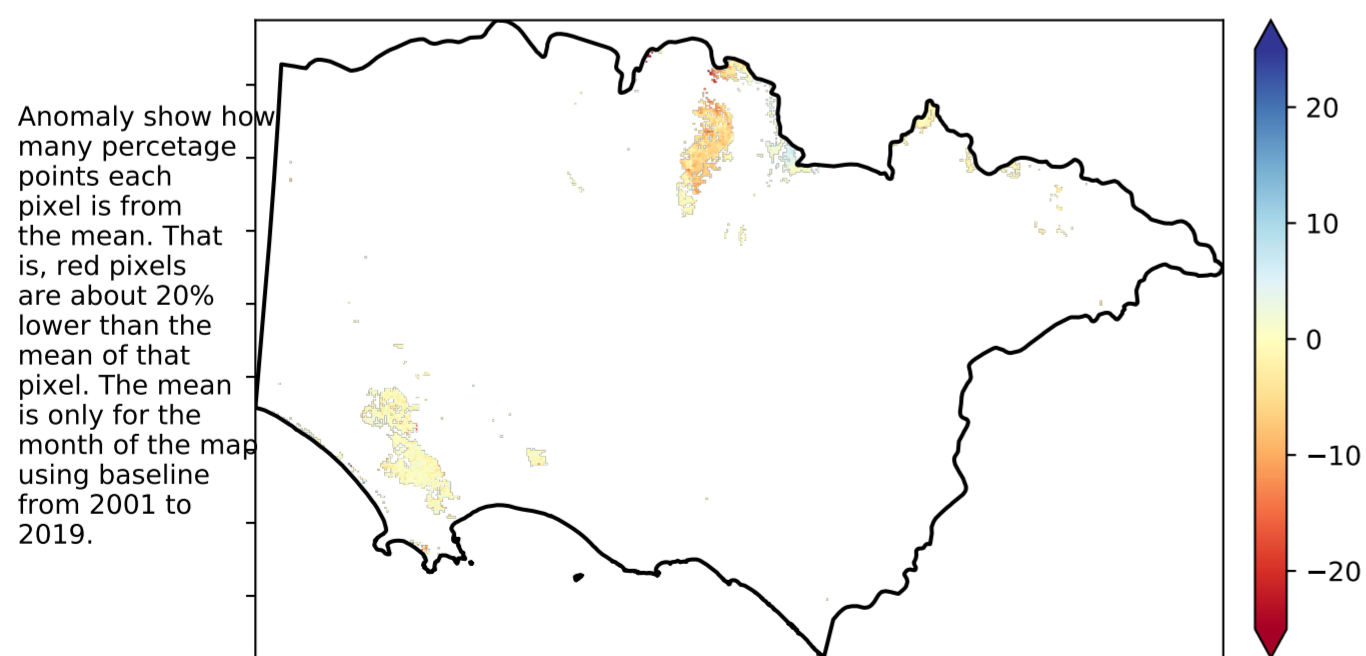 Anomaly show how
many percetage
points each
pixel is from
the mean. That
is, red pixels
are about 20%
lower than the
mean of that
pixel. The mean
is only for the
month of the map
using baseline
from 2001 to
2019.
20
10
0
−10
−20